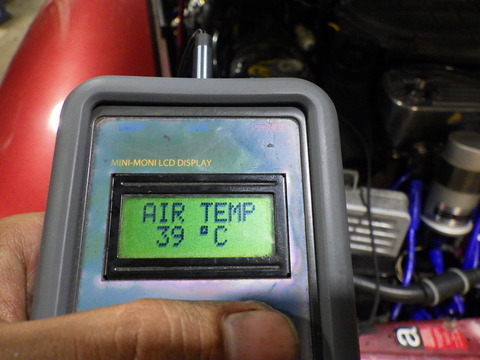 MINI-MONI LCD DISPLAY
AIR TEMP
39 °C
a